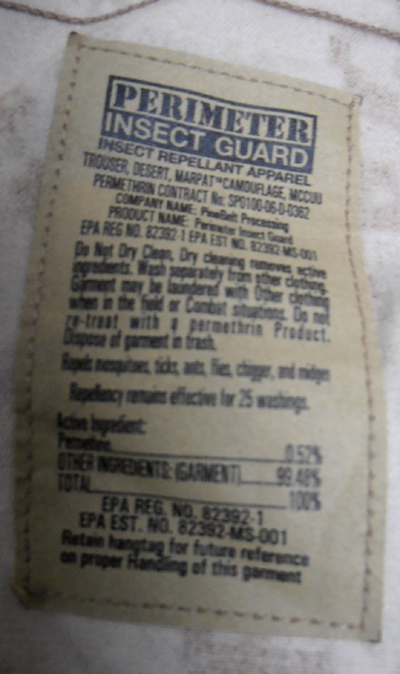 PERIMETER
INSECT GUARD
INSECT REPELLANT APPAREL
TROUSER, DESERT, MARPAT™ CAMOUFLAGE, MCCUU
PERMETHRIN CONTRACT No: SP0100-06-D-0362
COMPANY NAME: PineBelt Processing
PRODUCT NAME: Perimeter Insect Guard
EPA REG NO. 82392-1 EPA EST NO. 82392-MS-001
Do Not Dry Clean, Dry cleaning removes active
ingredients. Wash separately from other clothing.
Garment may be laundered with Other clothing
when in the field or Combat situations. Do not
re-treat with a permethrin Product.
Dispose of garment in trash.
Repels mosquitoes, ticks, ants, flies, chigger, and midges
Repellency remains effective for 25 washings.
Active Ingredient:
Permethrin 0.52%
OTHER INGREDIENTS: (GARMENT) 99.48%
TOTAL 100%
EPA REG. NO. 82392-1
EPA EST. NO. 82392-MS-001
Retain hangtag for future reference
on proper Handling of this garment